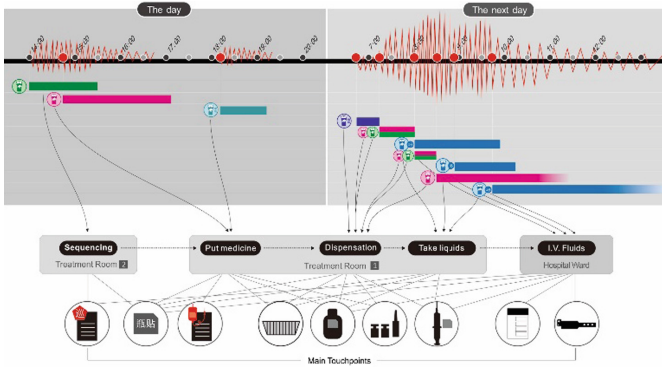 The day
The next day
14:00
15:00
16:00
17:00
18:00
19:00
20:00
7:00
8:00
9:00
10:00
11:00
12:00
Sequencing
Put medicine
Dispensation
Take liquids
I.V. Fluids
Treatment Room 2
Treatment Room 1
Hospital Ward
瓶贴
Main Touchpoints